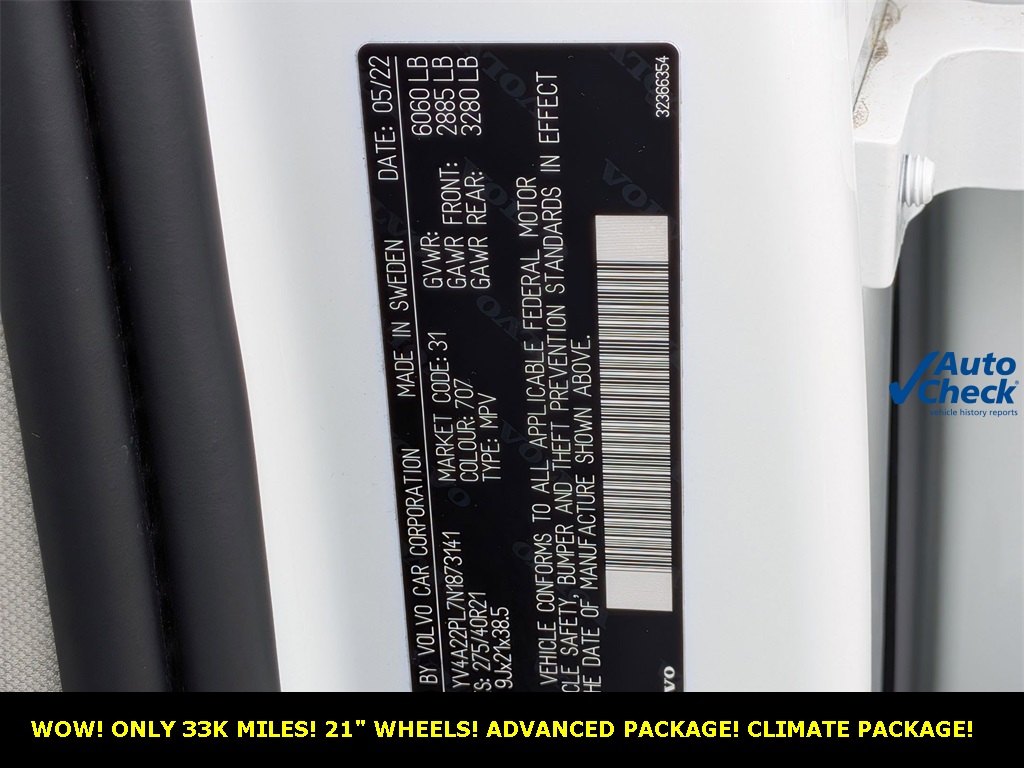 BY VOLVO CAR CORPORATION MADE IN SWEDEN DATE: 05/22
YV4A22PL7N1873141 MARKET CODE: 31 GVWR: 6060 LB
S: 275/40R21 COLOUR: 707 GAWR FRONT: 2885 LB
9Jx21x38.5 TYPE: MPV GAWR REAR: 3280 LB
VEHICLE CONFORMS TO ALL APPLICABLE FEDERAL MOTOR
CLE SAFETY, BUMPER AND THEFT PREVENTION STANDARDS IN EFFECT
HE DATE OF MANUFACTURE SHOWN ABOVE.
VO
32366354
Auto
Check
vehicle history reports
WOW! ONLY 33K MILES! 21" WHEELS! ADVANCED PACKAGE! CLIMATE PACKAGE!